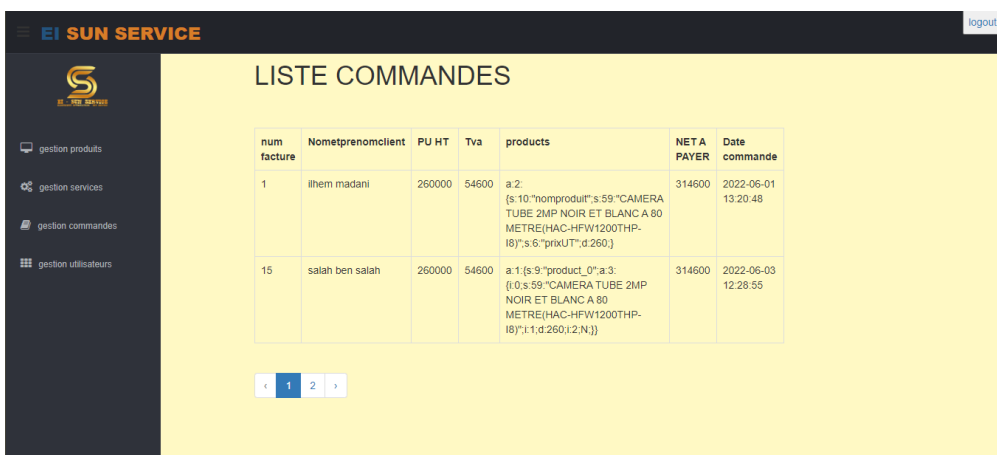 EI SUN SERVICE
logout
EI - SUN SERVICE
gestion produits
gestion services
gestion commandes
gestion utilisateurs
LISTE COMMANDES
num facture Nometprenomclient PU HT Tva products NET A PAYER Date commande
1 ilhem madani 260000 54600 a:2: 314600 2022-06-01
{s:10:"nomproduit";s:59:"CAMERA 13:20:48
TUBE 2MP NOIR ET BLANC A 80
METRE(HAC-HFW1200THP-
I8)";s:6:"prixUT";d:260;}
15 salah ben salah 260000 54600 a:1:{s:9:"product_0";a:3: 314600 2022-06-03
{i:0;s:59:"CAMERA TUBE 2MP 12:28:55
NOIR ET BLANC A 80
METRE(HAC-HFW1200THP-
I8)";i:1;d:260;i:2;N;}}
‹ 1 2 ›